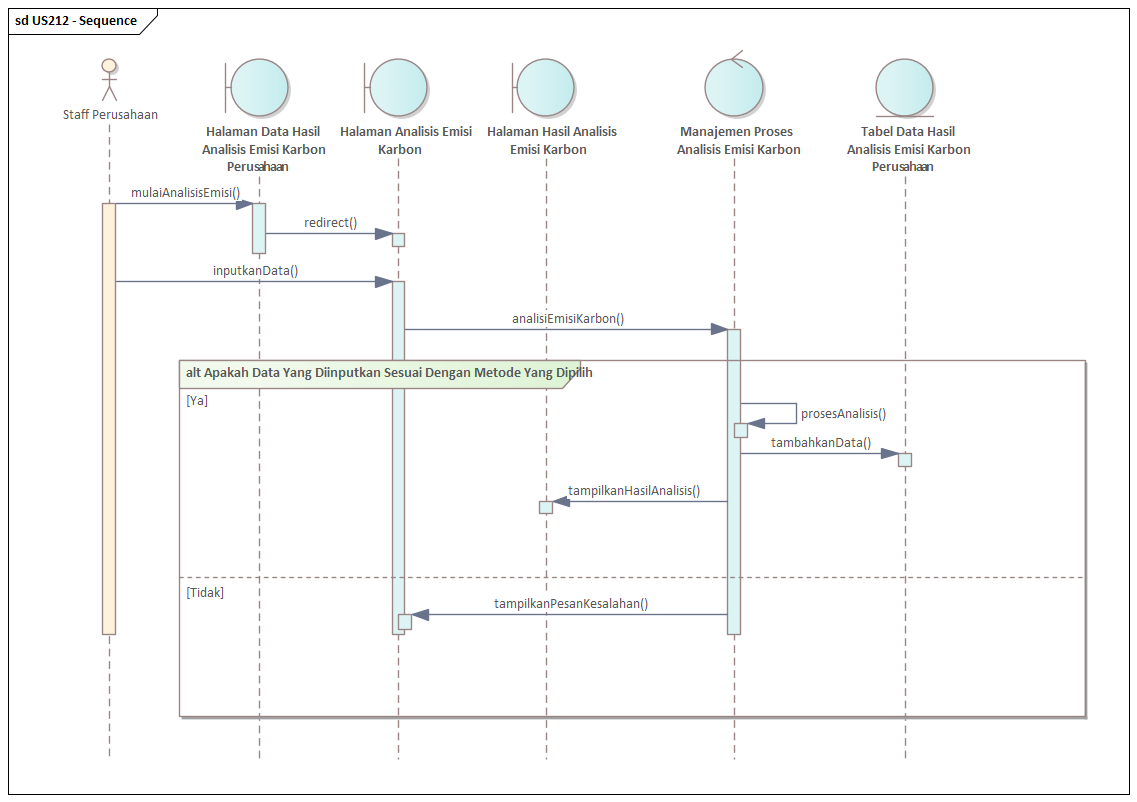 sd US212 - Sequence
Staff Perusahaan
Halaman Data Hasil
Analisis Emisi Karbon
Perusahaan
Halaman Analisis Emisi
Karbon
Halaman Hasil Analisis
Emisi Karbon
Manajemen Proses
Analisis Emisi Karbon
Tabel Data Hasil
Analisis Emisi Karbon
Perusahaan
mulaiAnalisisEmisi()
redirect()
inputkanData()
analisiEmisiKarbon()
alt Apakah Data Yang Diinputkan Sesuai Dengan Metode Yang Dipilih
[Ya]
prosesAnalisis()
tambahkanData()
tampilkanHasilAnalisis()
[Tidak]
tampilkanPesanKesalahan()